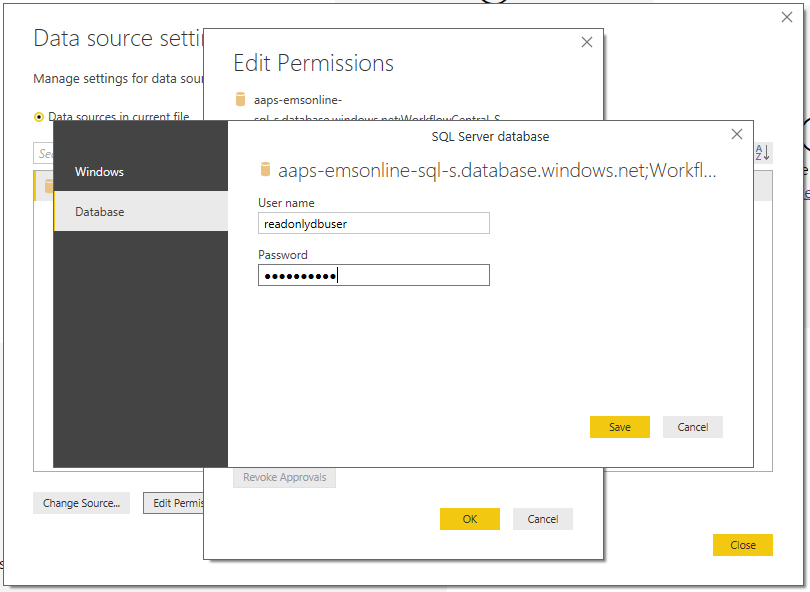 Data source setti
Manage settings for data sour
Data sources in current file
Edit Permissions
aaps-emsonline-
sql-s.database.windows.net;WorkflowCentral_S
SQL Server database
Windows
Database
aaps-emsonline-sql-s.database.windows.net;Workfl...
User name
readonlydbuser
Password
●●●●●●●●●●
Save
Cancel
Revoke Approvals
Change Source...
Edit Permis
OK
Cancel
Close